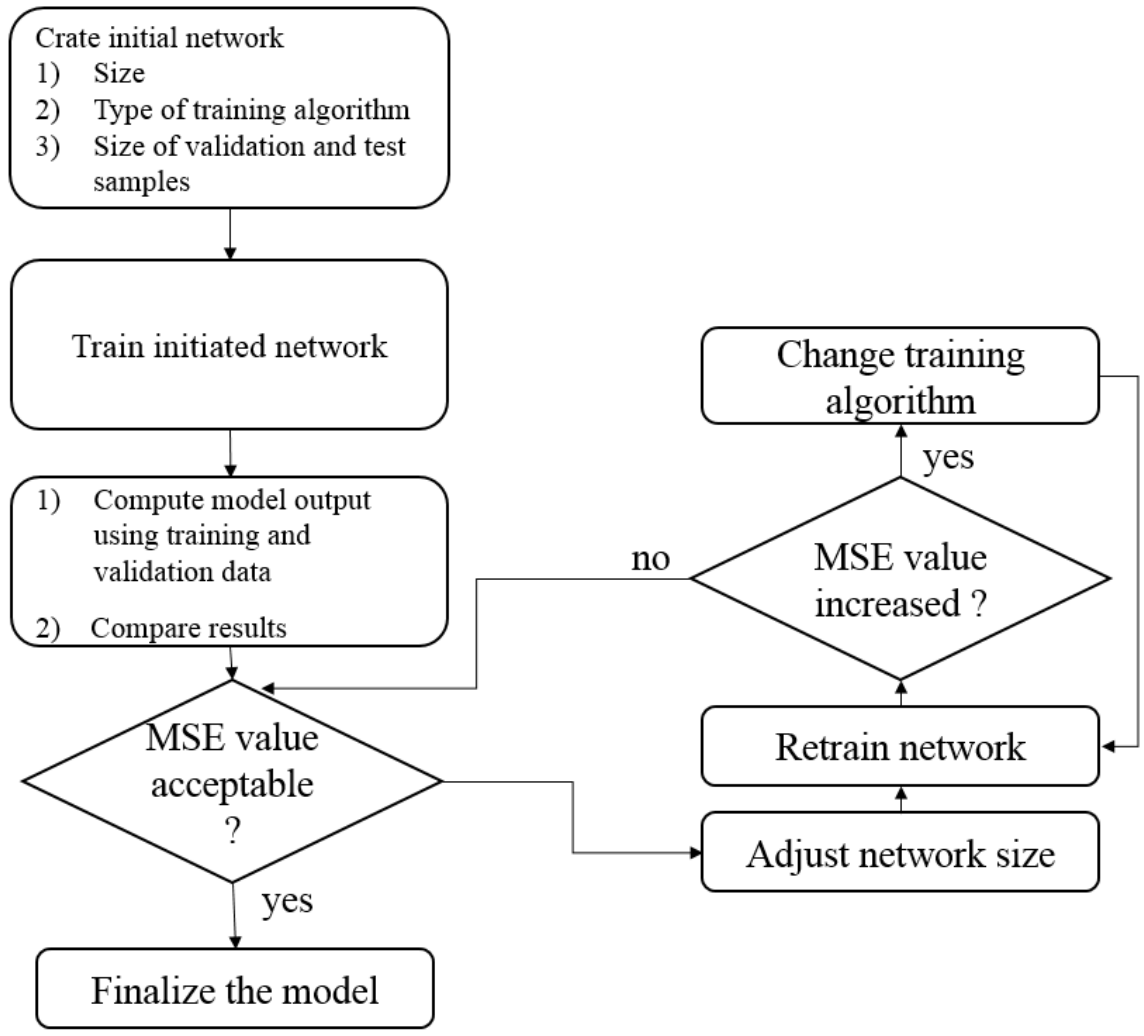 Crate initial network
1) Size
2) Type of training algorithm
3) Size of validation and test
samples
Train initiated network
1) Compute model output
using training and
validation data
2) Compare results
MSE value
acceptable
?
yes
Finalize the model
Change training
algorithm
yes
MSE value
increased ?
no
Retrain network
Adjust network size